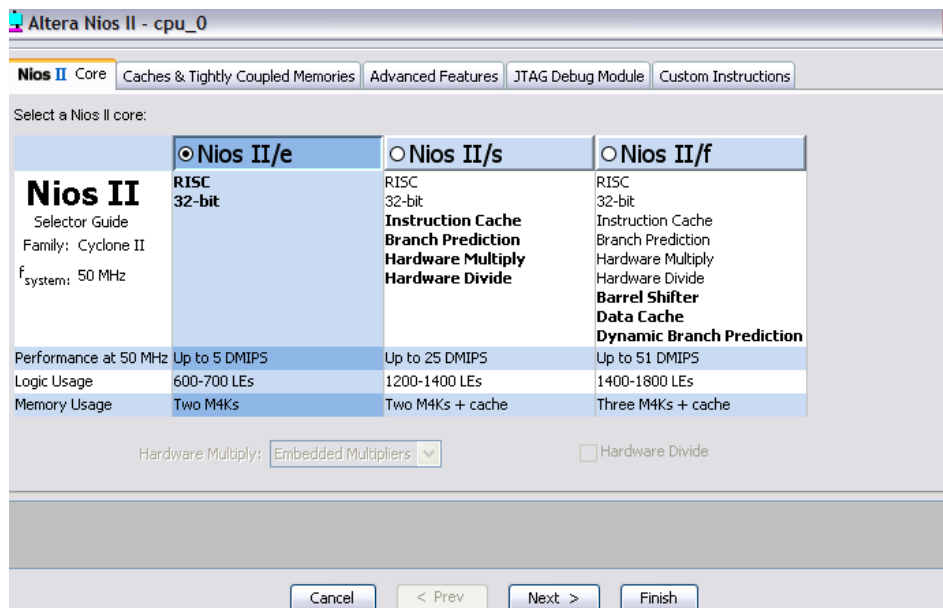 Altera Nios II - cpu_0
Nios II Core Caches & Tightly Coupled Memories Advanced Features JTAG Debug Module Custom Instructions
Select a Nios II core:
Nios II/e Nios II/s Nios II/f
Nios II
Selector Guide
Family: Cyclone II
fsystem: 50 MHz
RISC
32-bit
RISC
32-bit
Instruction Cache
Branch Prediction
Hardware Multiply
Hardware Divide
RISC
32-bit
Instruction Cache
Branch Prediction
Hardware Multiply
Hardware Divide
Barrel Shifter
Data Cache
Dynamic Branch Prediction
Performance at 50 MHz Up to 5 DMIPS Up to 25 DMIPS Up to 51 DMIPS
Logic Usage 600-700 LEs 1200-1400 LEs 1400-1800 LEs
Memory Usage Two M4Ks Two M4Ks + cache Three M4Ks + cache
Hardware Multiply: Embedded Multipliers Hardware Divide
Cancel < Prev Next > Finish